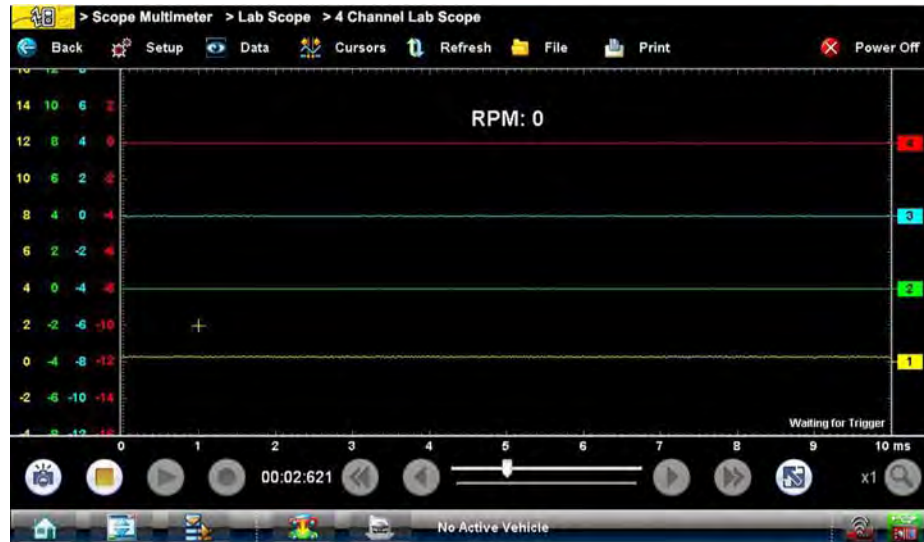 > Scope Multimeter > Lab Scope > 4 Channel Lab Scope
Back Setup Data Cursors Refresh File Print Power Off
RPM: 0
14 10 6 2
12 8 4 0 4
10 6 2 -2
8 4 0 -4 3
6 2 -2 -6
4 0 -4 -8 2
2 -2 -6 -10
0 -4 -8 -12 1
-2 -6 -10 -14
Waiting for Trigger
0 1 2 3 4 5 6 7 8 9 10 ms
00:02:621 x1
No Active Vehicle